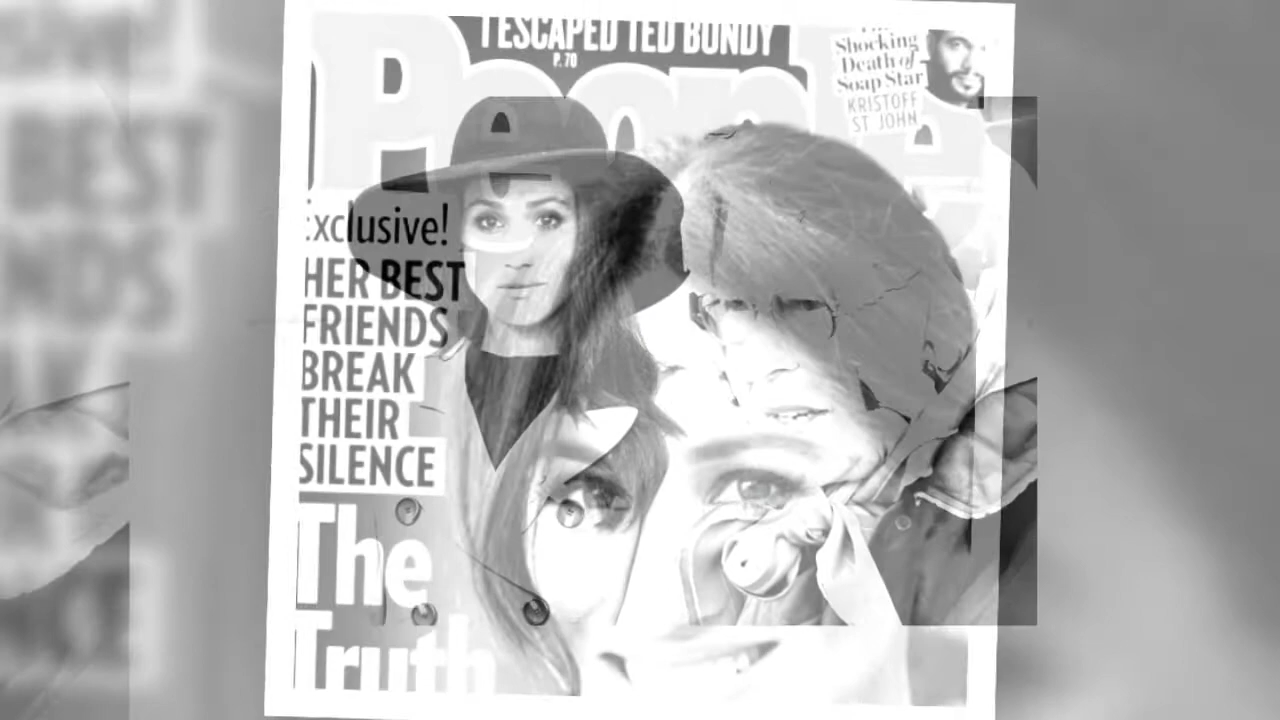 I ESCAPED TED BUNDY
P. 70
People
Shocking
Death of
Soap Star
KRISTOFF
ST JOHN
Exclusive!
HER BEST
FRIENDS
BREAK
THEIR
SILENCE
The
Truth